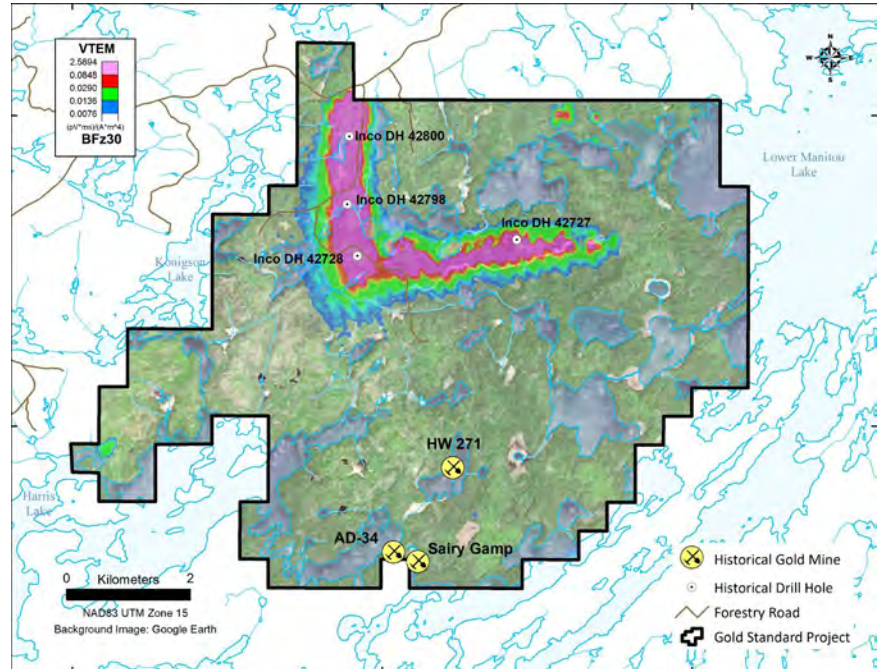 VTEM
2.5894
0.0848
0.0290
0.0136
0.0076
(pV*ms)/(A*m^4)
BFz30
N
W
E
S
Inco DH 42800
Lower Manitou
Lake
Inco DH 42798
Inco DH 42727
Konigson
Lake
Inco DH 42728
HW 271
Harris
Lake
AD-34
Sairy Gamp
0 Kilometers 2
NAD83 UTM Zone 15
Background Image: Google Earth
Historical Gold Mine
Historical Drill Hole
Forestry Road
Gold Standard Project